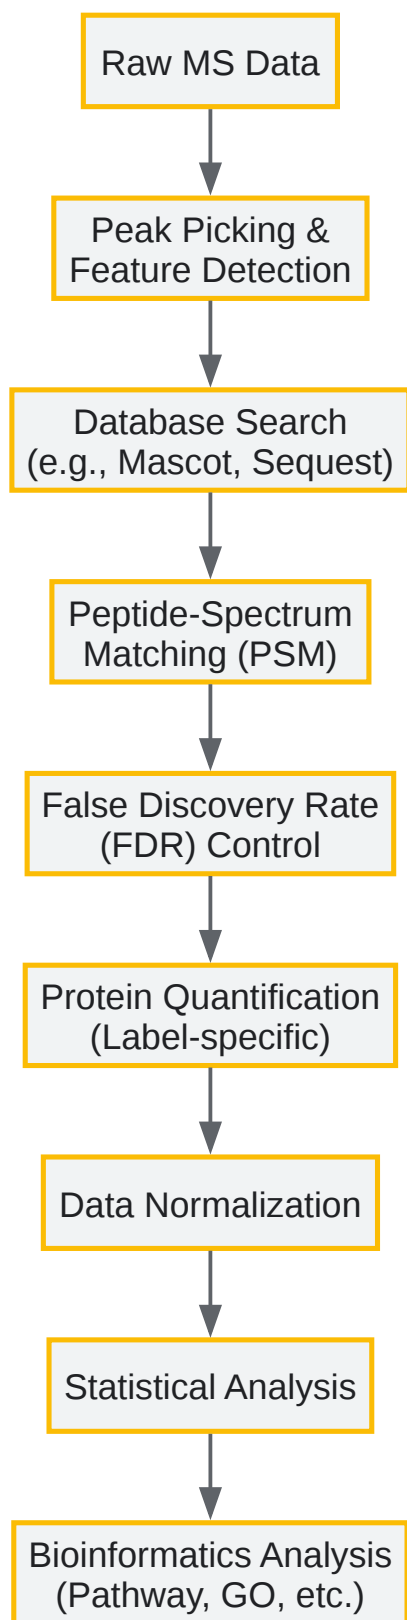 Raw MS Data
Peak Picking &
Feature Detection
Database Search
(e.g., Mascot, Sequest)
Peptide-Spectrum
Matching (PSM)
False Discovery Rate
(FDR) Control
Protein Quantification
(Label-specific)
Data Normalization
Statistical Analysis
Bioinformatics Analysis
(Pathway, GO, etc.)